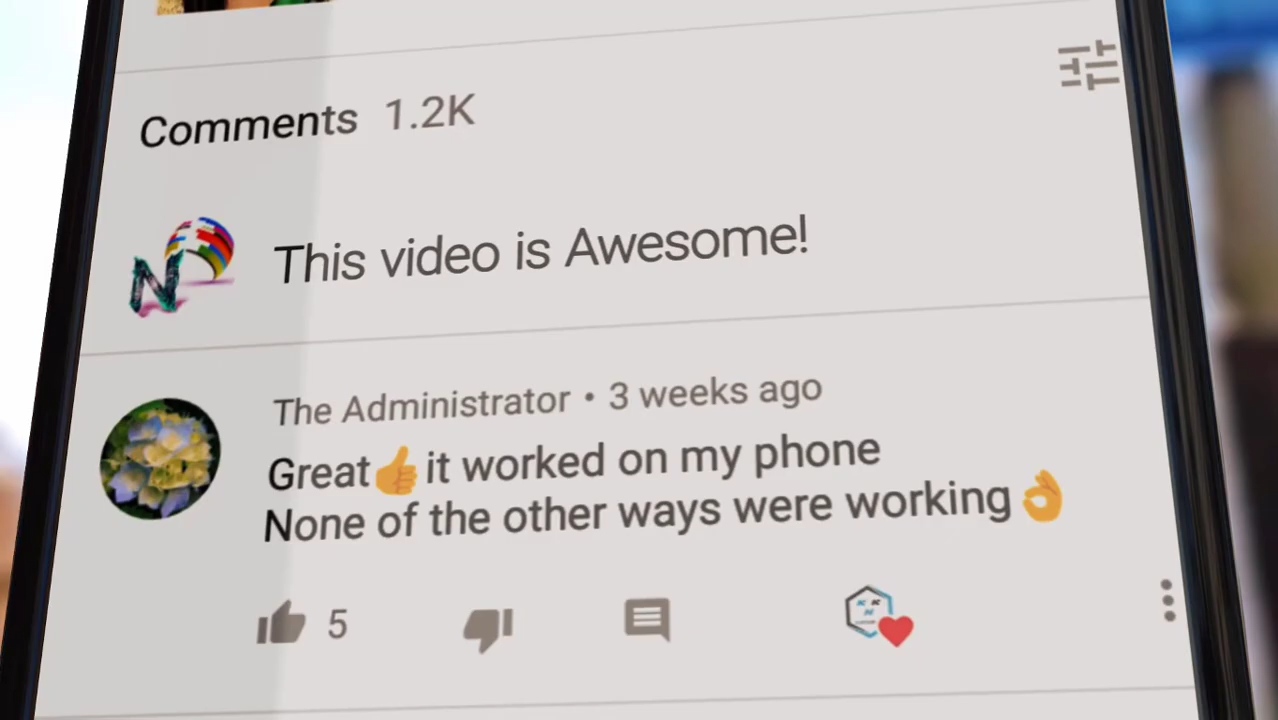 Comments 1.2K
This video is Awesome!
The Administrator • 3 weeks ago
Great👍it worked on my phone
None of the other ways were working👌
5